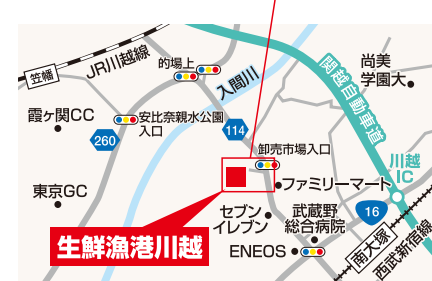 JR川越線
笠幡
的場上
入間川
関越自動車道
尚美
学園大
霞ヶ関CC
安比奈親水公園
入口
260
114
卸売市場入口
川越
IC
東京GC
ファミリーマート
セブン
イレブン
武蔵野
総合病院
16
生鮮漁港川越
ENEOS
南大塚
西武新宿線